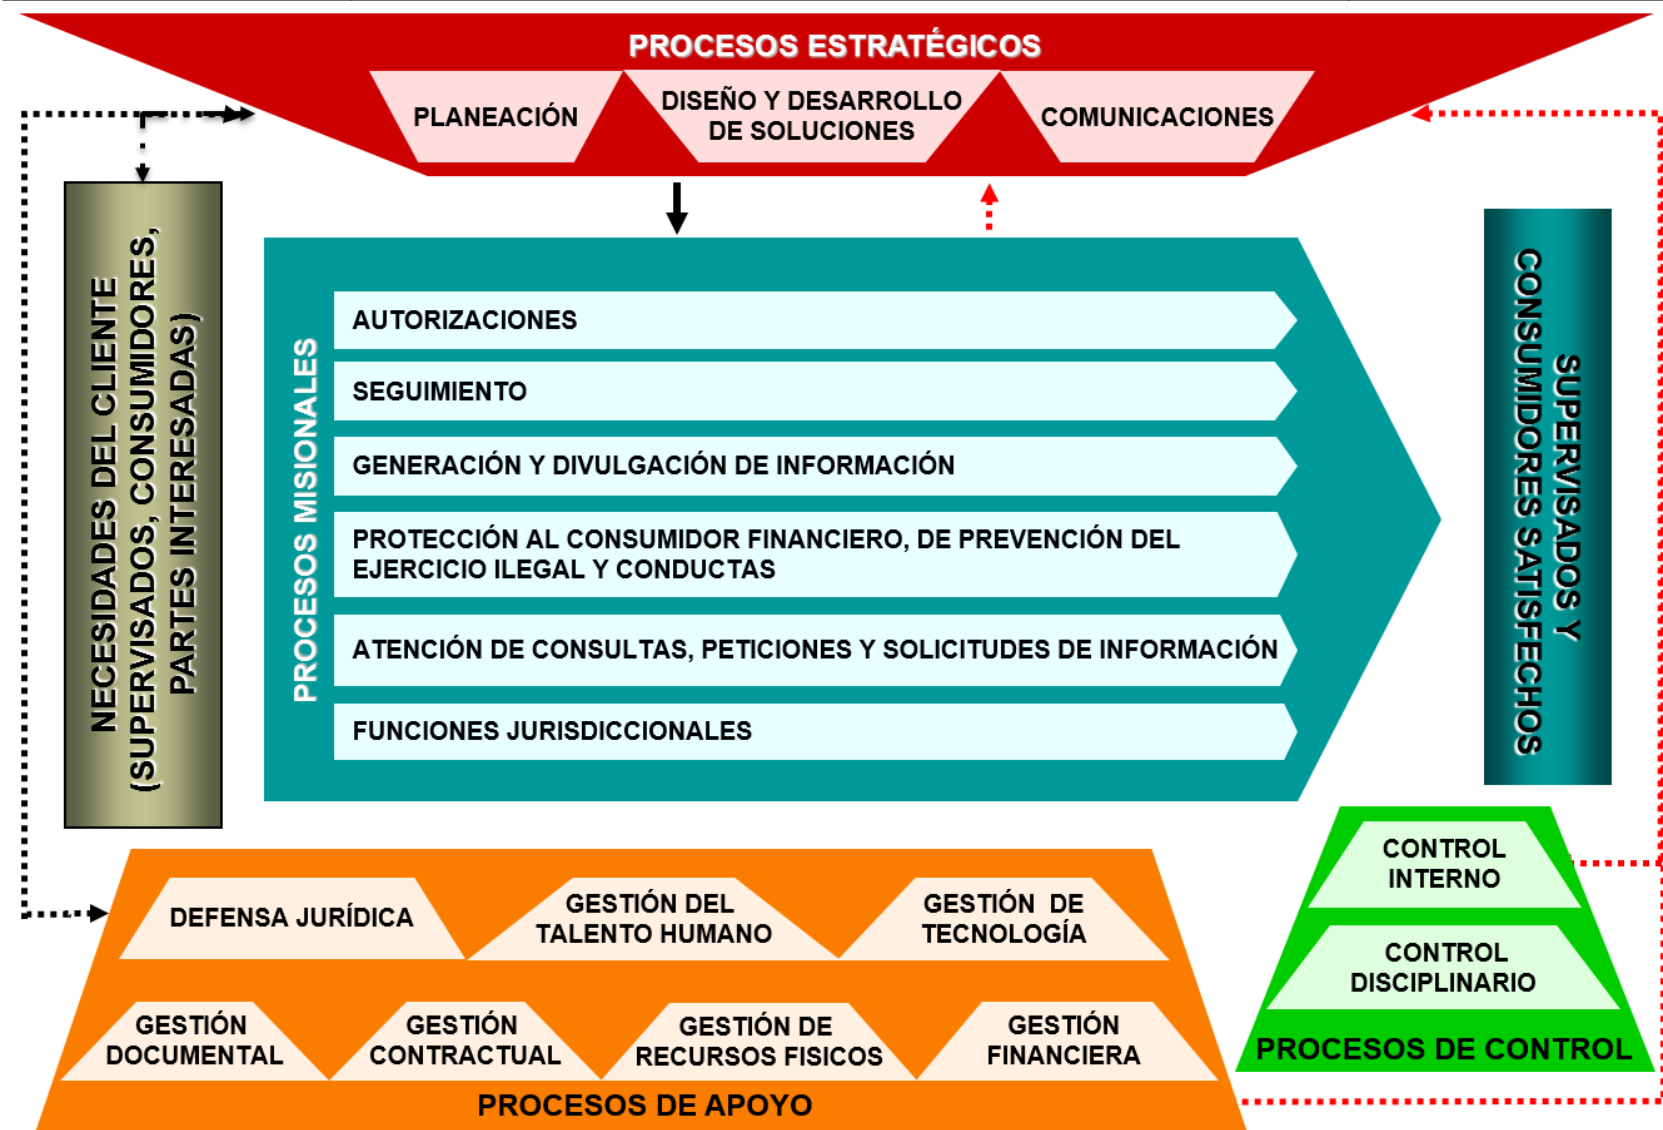 PROCESOS ESTRATÉGICOS
PLANEACIÓN
DISEÑO Y DESARROLLO
DE SOLUCIONES
COMUNICACIONES
NECESIDADES DEL CLIENTE
(SUPERVISADOS, CONSUMIDORES,
PARTES INTERESADAS)
PROCESOS MISIONALES
AUTORIZACIONES
SEGUIMIENTO
GENERACIÓN Y DIVULGACIÓN DE INFORMACIÓN
PROTECCIÓN AL CONSUMIDOR FINANCIERO, DE PREVENCIÓN DEL
EJERCICIO ILEGAL Y CONDUCTAS
ATENCIÓN DE CONSULTAS, PETICIONES Y SOLICITUDES DE INFORMACIÓN
FUNCIONES JURISDICCIONALES
SUPERVISADOS Y
CONSUMIDORES SATISFECHOS
DEFENSA JURÍDICA
GESTIÓN DEL
TALENTO HUMANO
GESTIÓN DE
TECNOLOGÍA
GESTIÓN
DOCUMENTAL
GESTIÓN
CONTRACTUAL
GESTIÓN DE
RECURSOS FISICOS
GESTIÓN
FINANCIERA
PROCESOS DE APOYO
CONTROL
INTERNO
CONTROL
DISCIPLINARIO
PROCESOS DE CONTROL